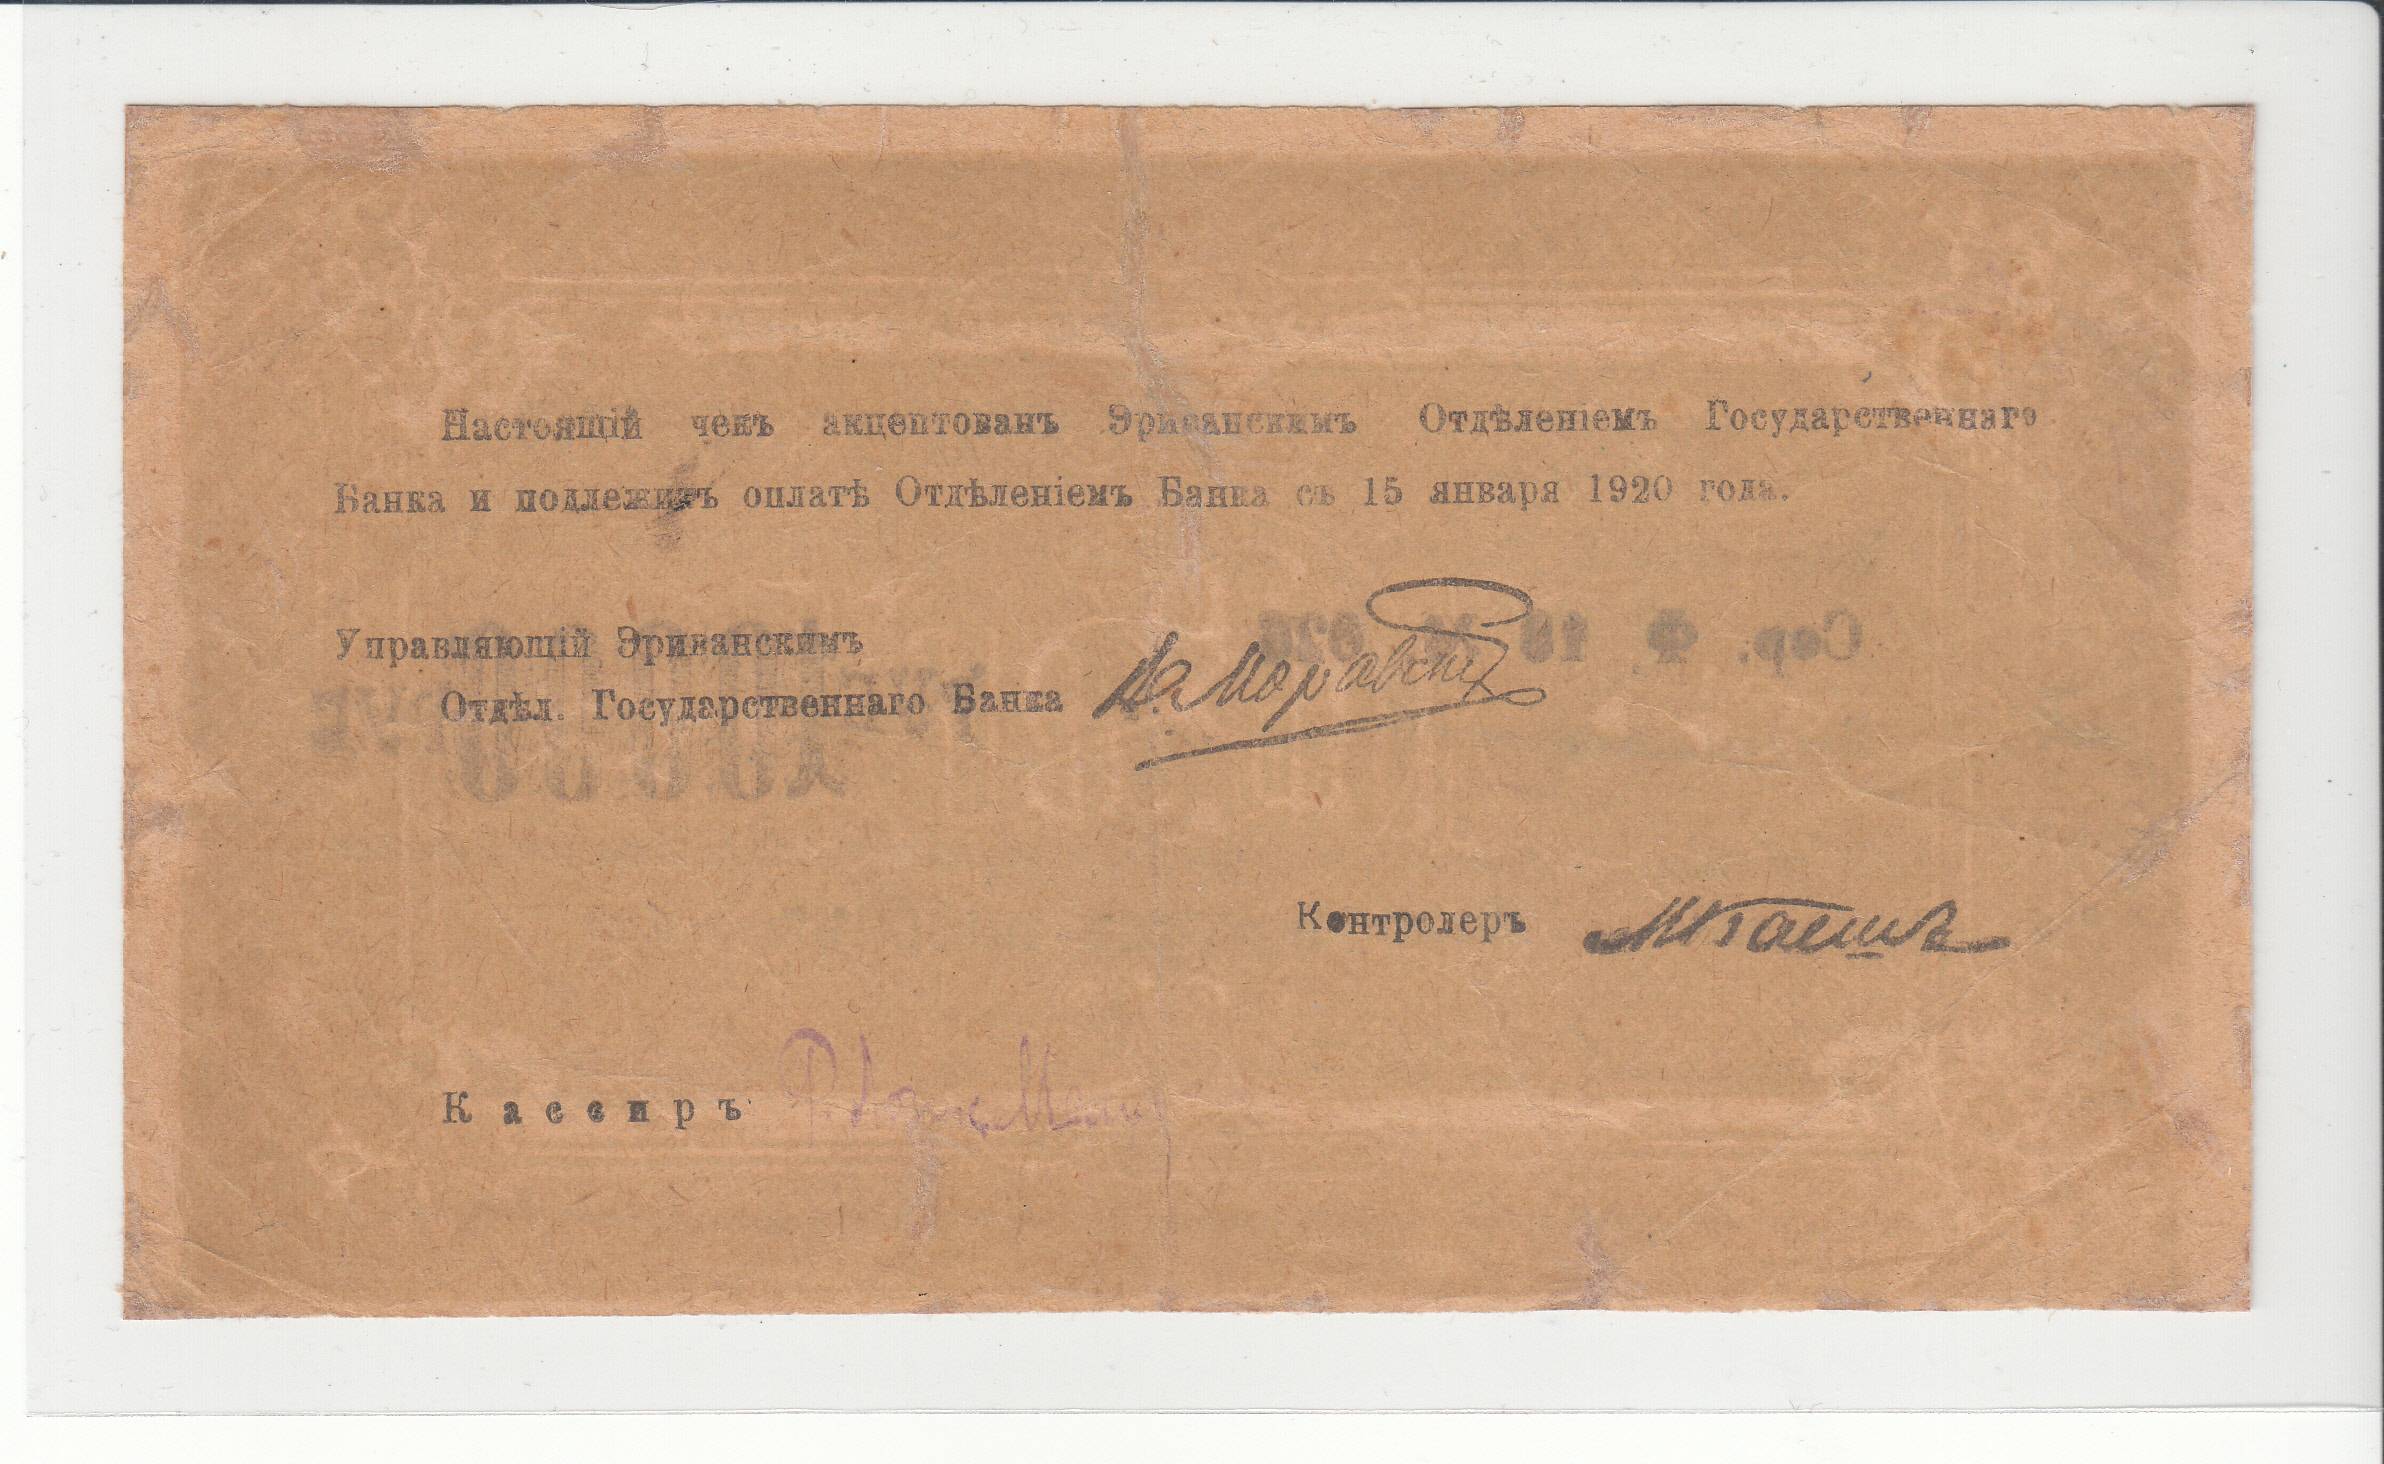 Настоящій чекъ акцептованъ Эриванскимъ Отдѣленіемъ Государственнаго
Банка и подлежитъ оплатѣ Отдѣленіемъ Банка съ 15 января 1920 года.
Управляющій Эриванскимъ
Отдѣл. Государственнаго Банка
Контролеръ
Кассиръ